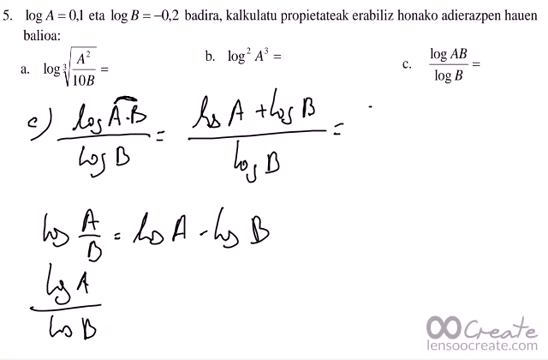 5. log A = 0,1 eta log B = –0,2 badira, kalkulatu propietateak erabiliz honako adierazpen hauen
balioa:
a. log ∛(A²/10B) =
b. log² A³ =
c. log AB / log B =
c) log A·B / log B = log A + log B / log B =
log A/B = log A - log B
log A / log B
Create
lensoocreate.com